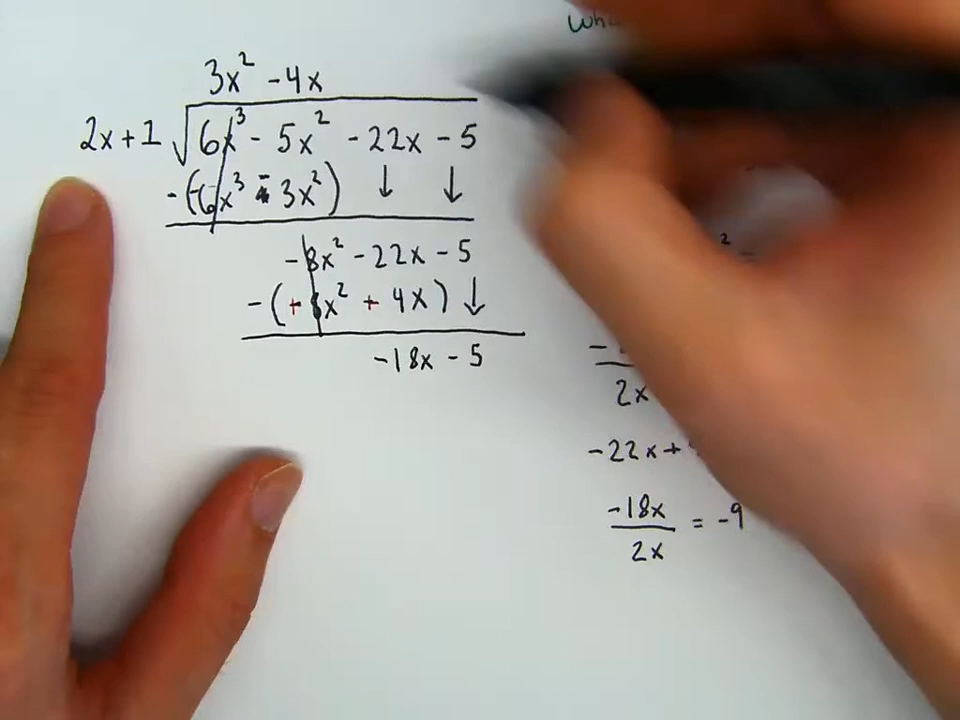 3x² - 4x
2x + 1 √ 6x³ - 5x² - 22x - 5
-(-6x³ - 3x²) ↓ ↓
-8x² - 22x - 5
-(+8x² + 4x) ↓
-18x - 5
2x
-22x +
-18x / 2x = -9